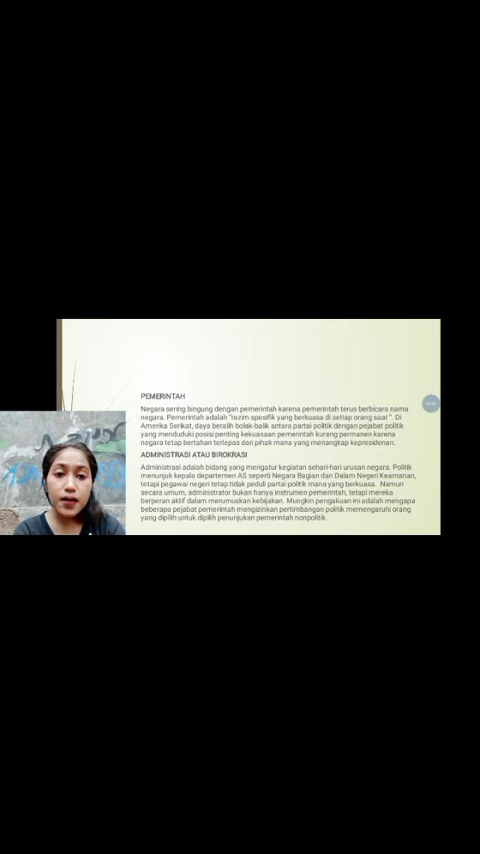 PEMERINTAH
Negara sering bingung dengan pemerintah karena pemerintah terus berbicara nama
negara. Pemerintah adalah "rezim spesifik yang berkuasa di setiap orang saat ". Di
Amerika Serikat, daya beralih bolak-balik antara partai politik dengan pejabat politik
yang menduduki posisi penting kekuasaan pemerintah kurang permanen karena
negara tetap bertahan terlepas dari pihak mana yang menangkap kepresidenan.
ADMINISTRASI ATAU BIROKRASI
Administrasi adalah bidang yang mengatur kegiatan sehari-hari urusan negara. Politik
menunjuk kepala departemen AS seperti Negara Bagian dan Dalam Negeri Keamanan,
tetapi pegawai negeri tetap tidak peduli partai politik mana yang berkuasa. Namun
secara umum, administrator bukan hanya instrumen pemerintah, tetapi mereka
berperan aktif dalam merumuskan kebijakan. Mungkin pengakuan ini adalah mengapa
beberapa pejabat pemerintah mengizinkan pertimbangan politik memengaruhi orang
yang dipilih untuk dipilih penunjukan pemerintah nonpolitik.